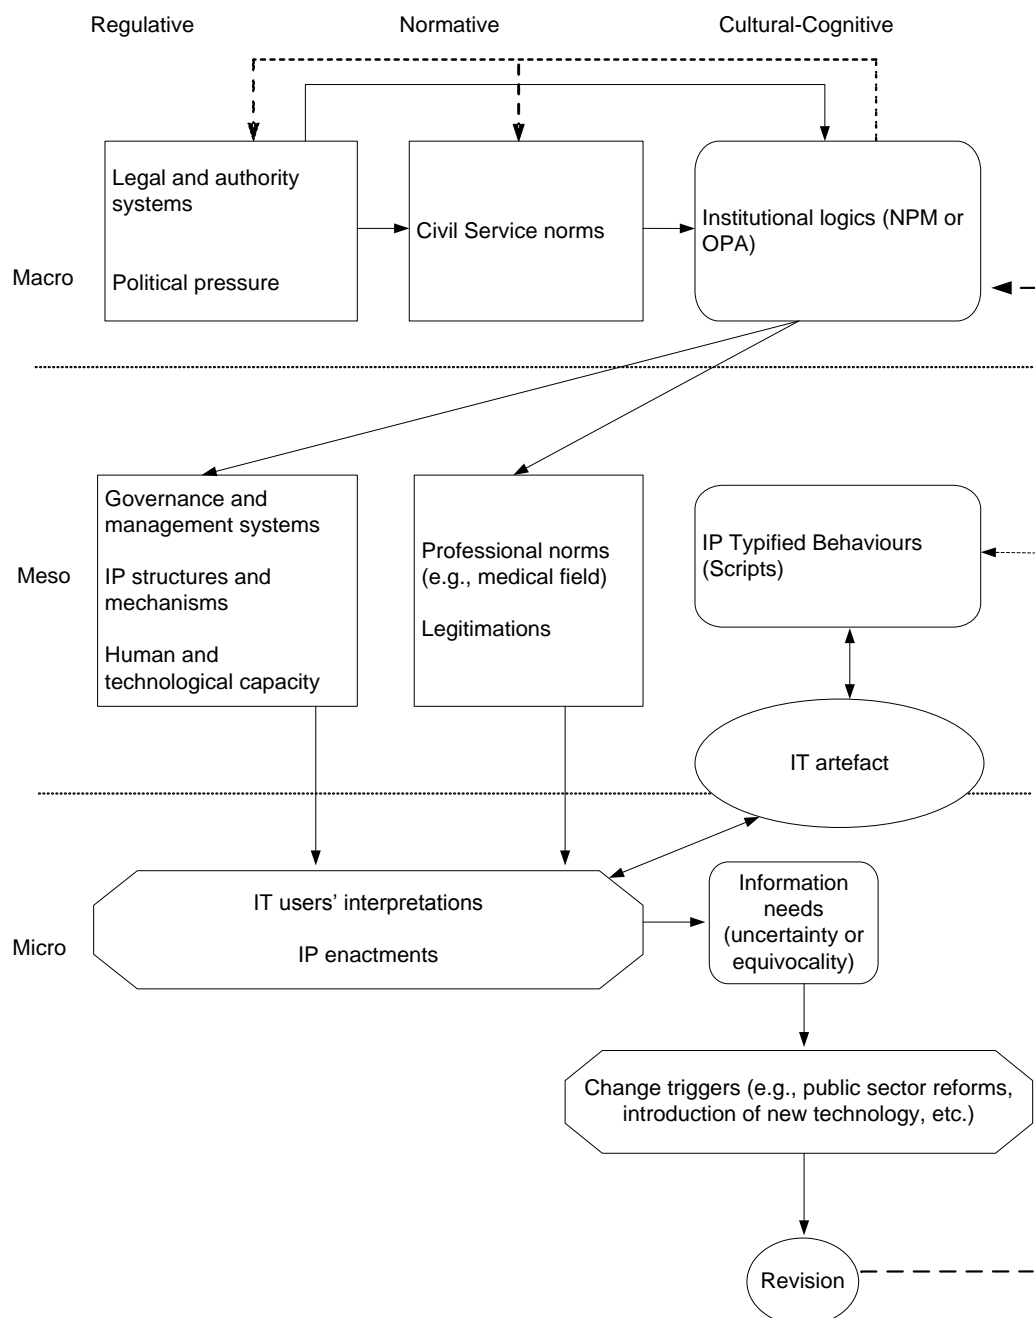 Regulative
Normative
Cultural-Cognitive
Macro
Legal and authority
systems
Political pressure
Civil Service norms
Institutional logics (NPM or
OPA)
Meso
Governance and
management systems
IP structures and
mechanisms
Human and
technological capacity
Professional norms
(e.g., medical field)
Legitimations
IP Typified Behaviours
(Scripts)
IT artefact
Micro
IT users’ interpretations
IP enactments
Information
needs
(uncertainty or
equivocality)
Change triggers (e.g., public sector reforms,
introduction of new technology, etc.)
Revision